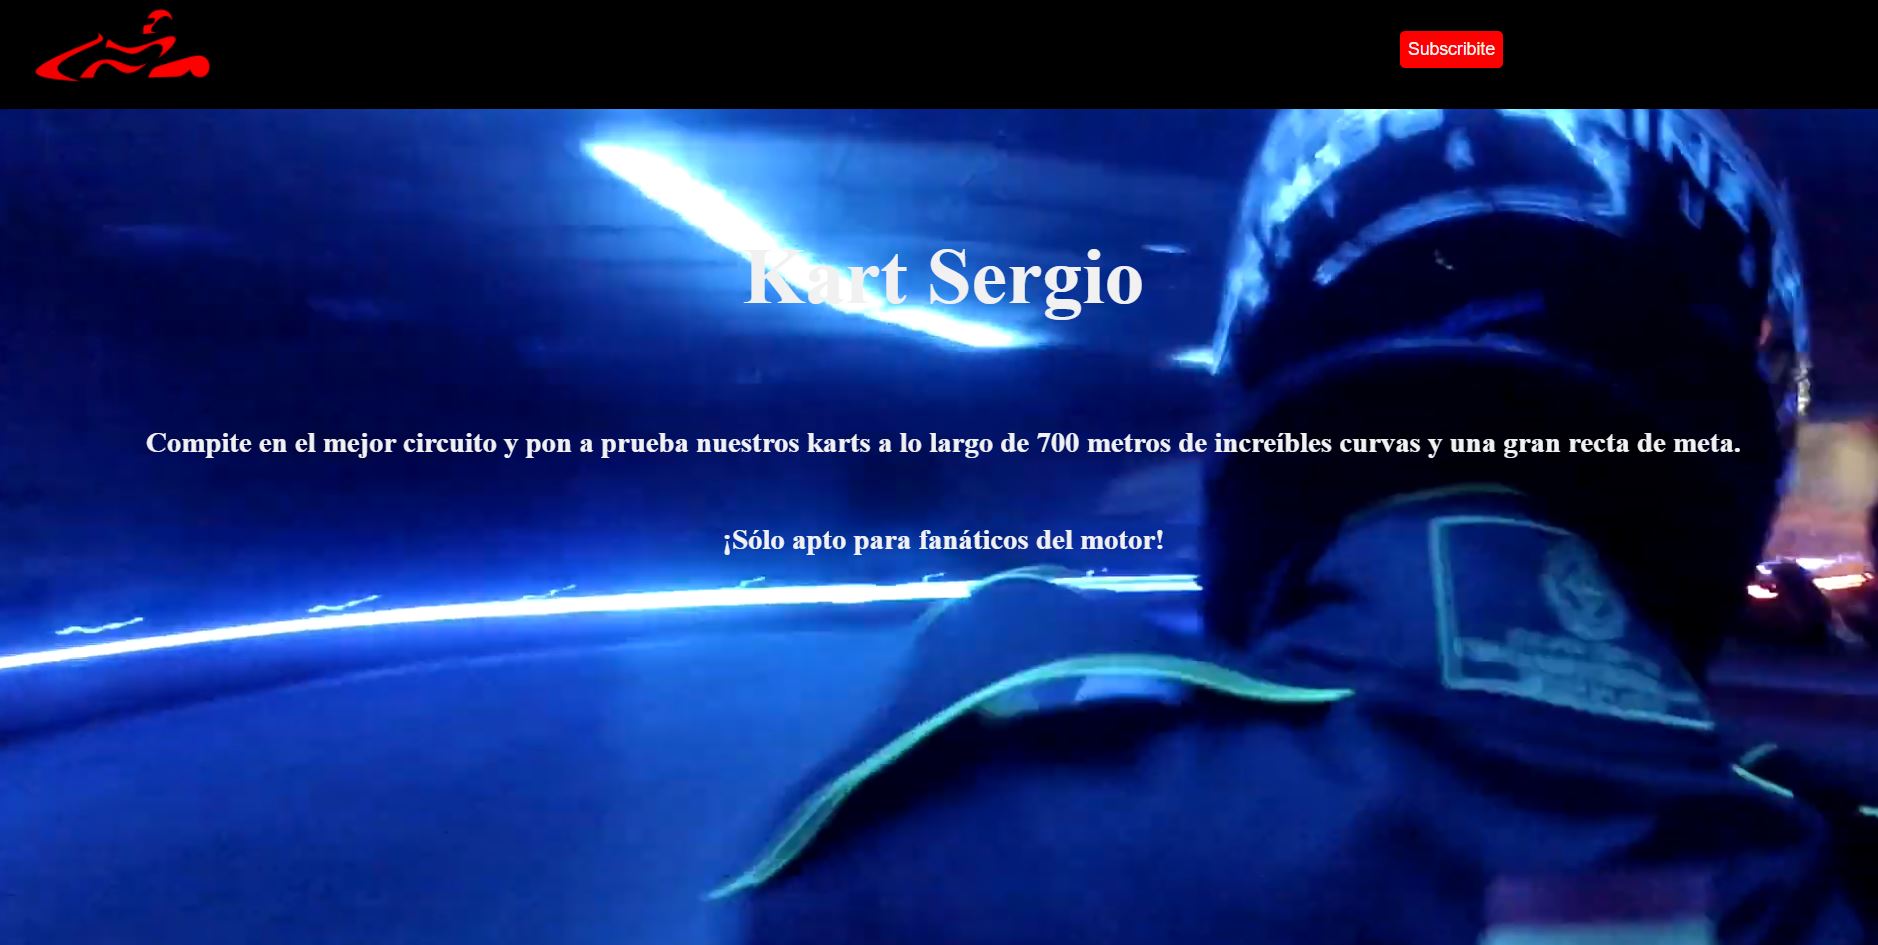 Subscribite
Kart Sergio
Compite en el mejor circuito y pon a prueba nuestros karts a lo largo de 700 metros de increíbles curvas y una gran recta de meta.
¡Sólo apto para fanáticos del motor!